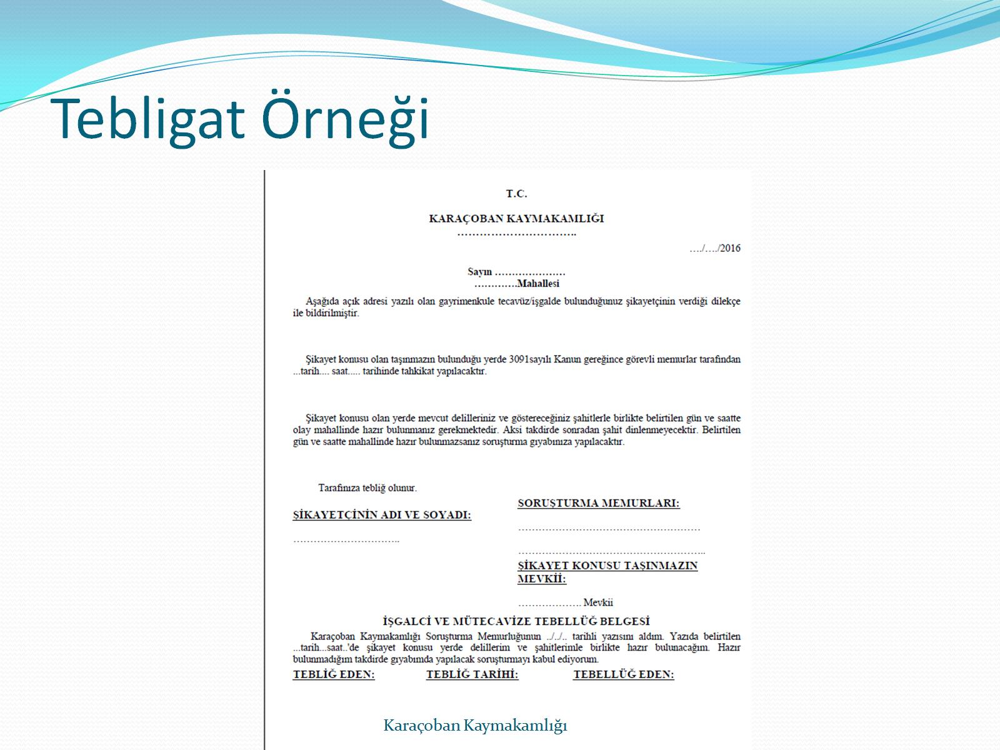 Tebligat Örneği
T.C.
KARAÇOBAN KAYMAKAMLIĞI
…………………………..
…./…./2016
Sayın …………………
………….Mahallesi
Aşağıda açık adresi yazılı olan gayrimenkule tecavüz/işgalde bulunduğunuz şikayetçinin verdiği dilekçe
ile bildirilmiştir.
Şikayet konusu olan taşınmazın bulunduğu yerde 3091sayılı Kanun gereğince görevli memurlar tarafından
...tarih.... saat..... tarihinde tahkikat yapılacaktır.
Şikayet konusu olan yerde mevcut delilleriniz ve göstereceğiniz şahitlerle birlikte belirtilen gün ve saatte
olay mahallinde hazır bulunmanız gerekmektedir. Aksi takdirde sonradan şahit dinlenmeyecektir. Belirtilen
gün ve saatte mahallinde hazır bulunmazsanız soruşturma gıyabınıza yapılacaktır.
Tarafınıza tebliğ olunur.
SORUŞTURMA MEMURLARI:
ŞİKAYETÇİNİN ADI VE SOYADI:
………………………………………………
…………………………..
………………………………………………..
ŞİKAYET KONUSU TAŞINMAZIN
MEVKİİ:
………………. Mevkii
İŞGALCİ VE MÜTECAVİZE TEBELLÜĞ BELGESİ
Karaçoban Kaymakamlığı Soruşturma Memurluğunun ../../.. tarihli yazısını aldım. Yazıda belirtilen
...tarih...saat..'de şikayet konusu yerde delillerim ve şahitlerimle birlikte hazır bulunacağım. Hazır
bulunmadığım takdirde gıyabımda yapılacak soruşturmayı kabul ediyorum.
TEBLİĞ EDEN: TEBLİĞ TARİHİ: TEBELLÜĞ EDEN:
Karaçoban Kaymakamlığı